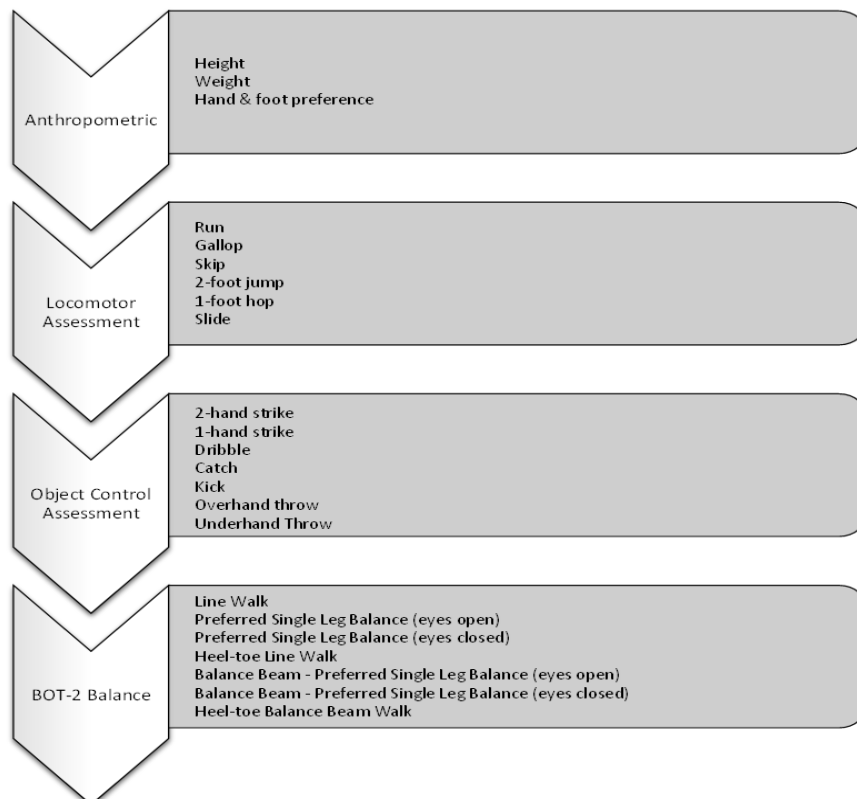 Anthropometric
Height
Weight
Hand & foot preference
Locomotor
Assessment
Run
Gallop
Skip
2-foot jump
1-foot hop
Slide
Object Control
Assessment
2-hand strike
1-hand strike
Dribble
Catch
Kick
Overhand throw
Underhand Throw
BOT-2 Balance
Line Walk
Preferred Single Leg Balance (eyes open)
Preferred Single Leg Balance (eyes closed)
Heel-toe Line Walk
Balance Beam - Preferred Single Leg Balance (eyes open)
Balance Beam - Preferred Single Leg Balance (eyes closed)
Heel-toe Balance Beam Walk